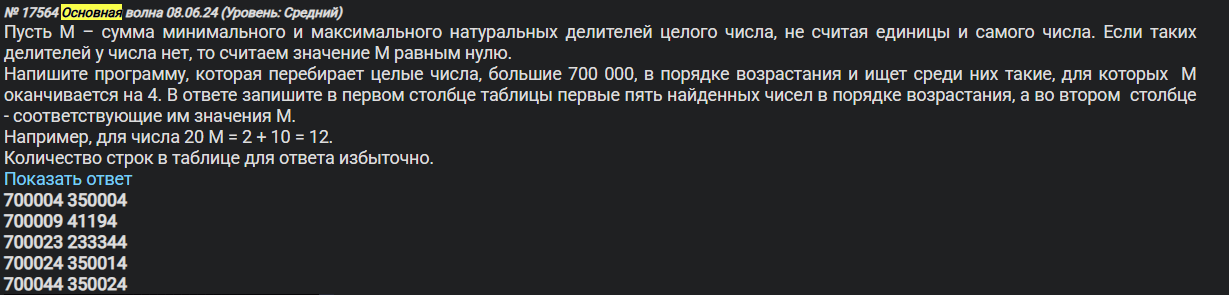 № 17564 Основная волна 08.06.24 (Уровень: Средний)
Пусть M – сумма минимального и максимального натуральных делителей целого числа, не считая единицы и самого числа. Если таких
делителей у числа нет, то считаем значение M равным нулю.
Напишите программу, которая перебирает целые числа, большие 700 000, в порядке возрастания и ищет среди них такие, для которых M
оканчивается на 4. В ответе запишите в первом столбце таблицы первые пять найденных чисел в порядке возрастания, а во втором столбце
- соответствующие им значения M.
Например, для числа 20 M = 2 + 10 = 12.
Количество строк в таблице для ответа избыточно.
Показать ответ
700004 350004
700009 41194
700023 233344
700024 350014
700044 350024